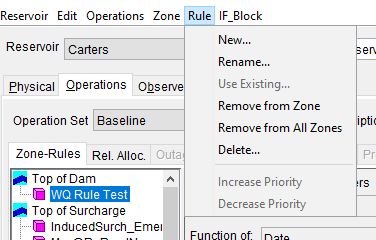 Reservoir Edit Operations Zone Rule IF_Block
New...
Rename...
Use Existing...
Remove from Zone
Remove from All Zones
Delete...
Increase Priority
Decrease Priority
Reservoir Carters
Physical Operations Observe
Operation Set Baseline
Zone-Rules Rel. Alloc. Outag
Top of Dam
WQ Rule Test
Top of Surcharge
InducedSurch_Emer
Function of: Date